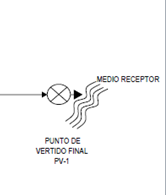 MEDIO RECEPTOR
PUNTO DE
VERTIDO FINAL
PV-1